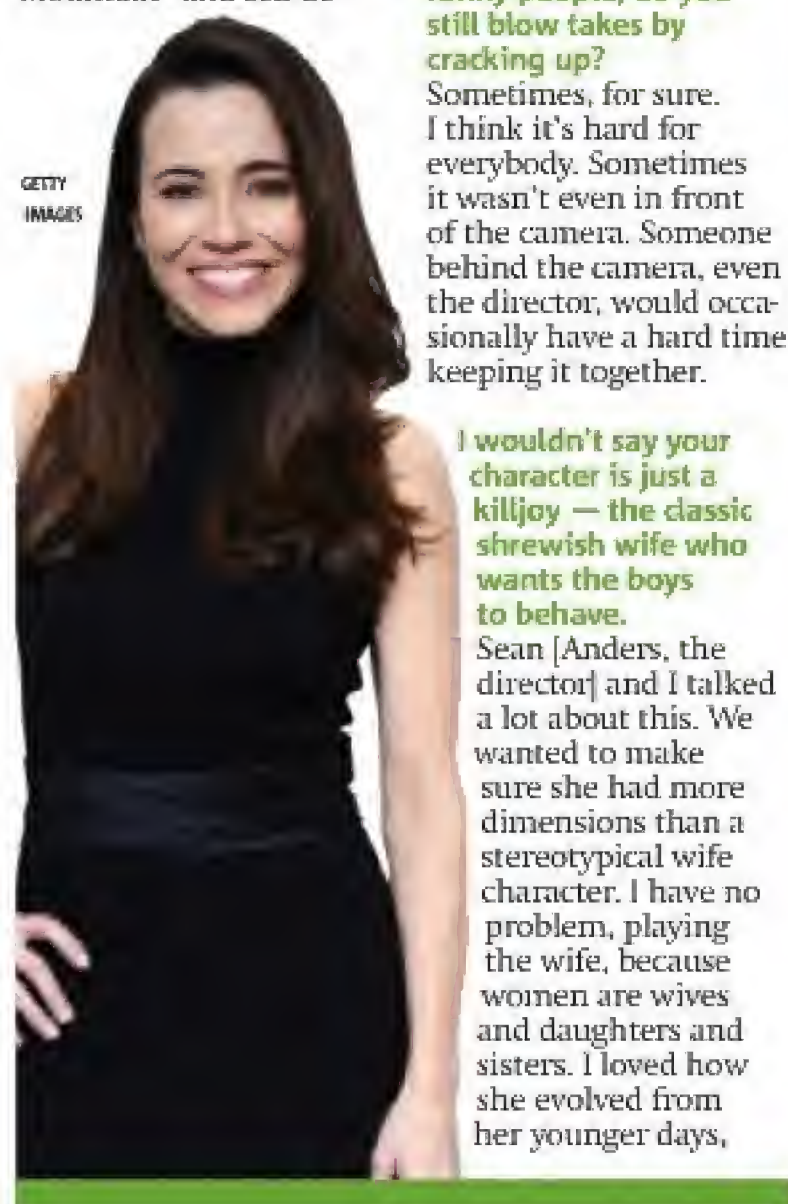 GETTY
IMAGES
still blow takes by
cracking up?
Sometimes, for sure.
I think it's hard for
everybody. Sometimes
it wasn't even in front
of the camera. Someone
behind the camera, even
the director, would occa-
sionally have a hard time
keeping it together.
I wouldn't say your
character is just a
killjoy — the classic
shrewish wife who
wants the boys
to behave.
Sean [Anders, the
director] and I talked
a lot about this. We
wanted to make
sure she had more
dimensions than a
stereotypical wife
character. I have no
problem, playing
the wife, because
women are wives
and daughters and
sisters. I loved how
she evolved from
her younger days,